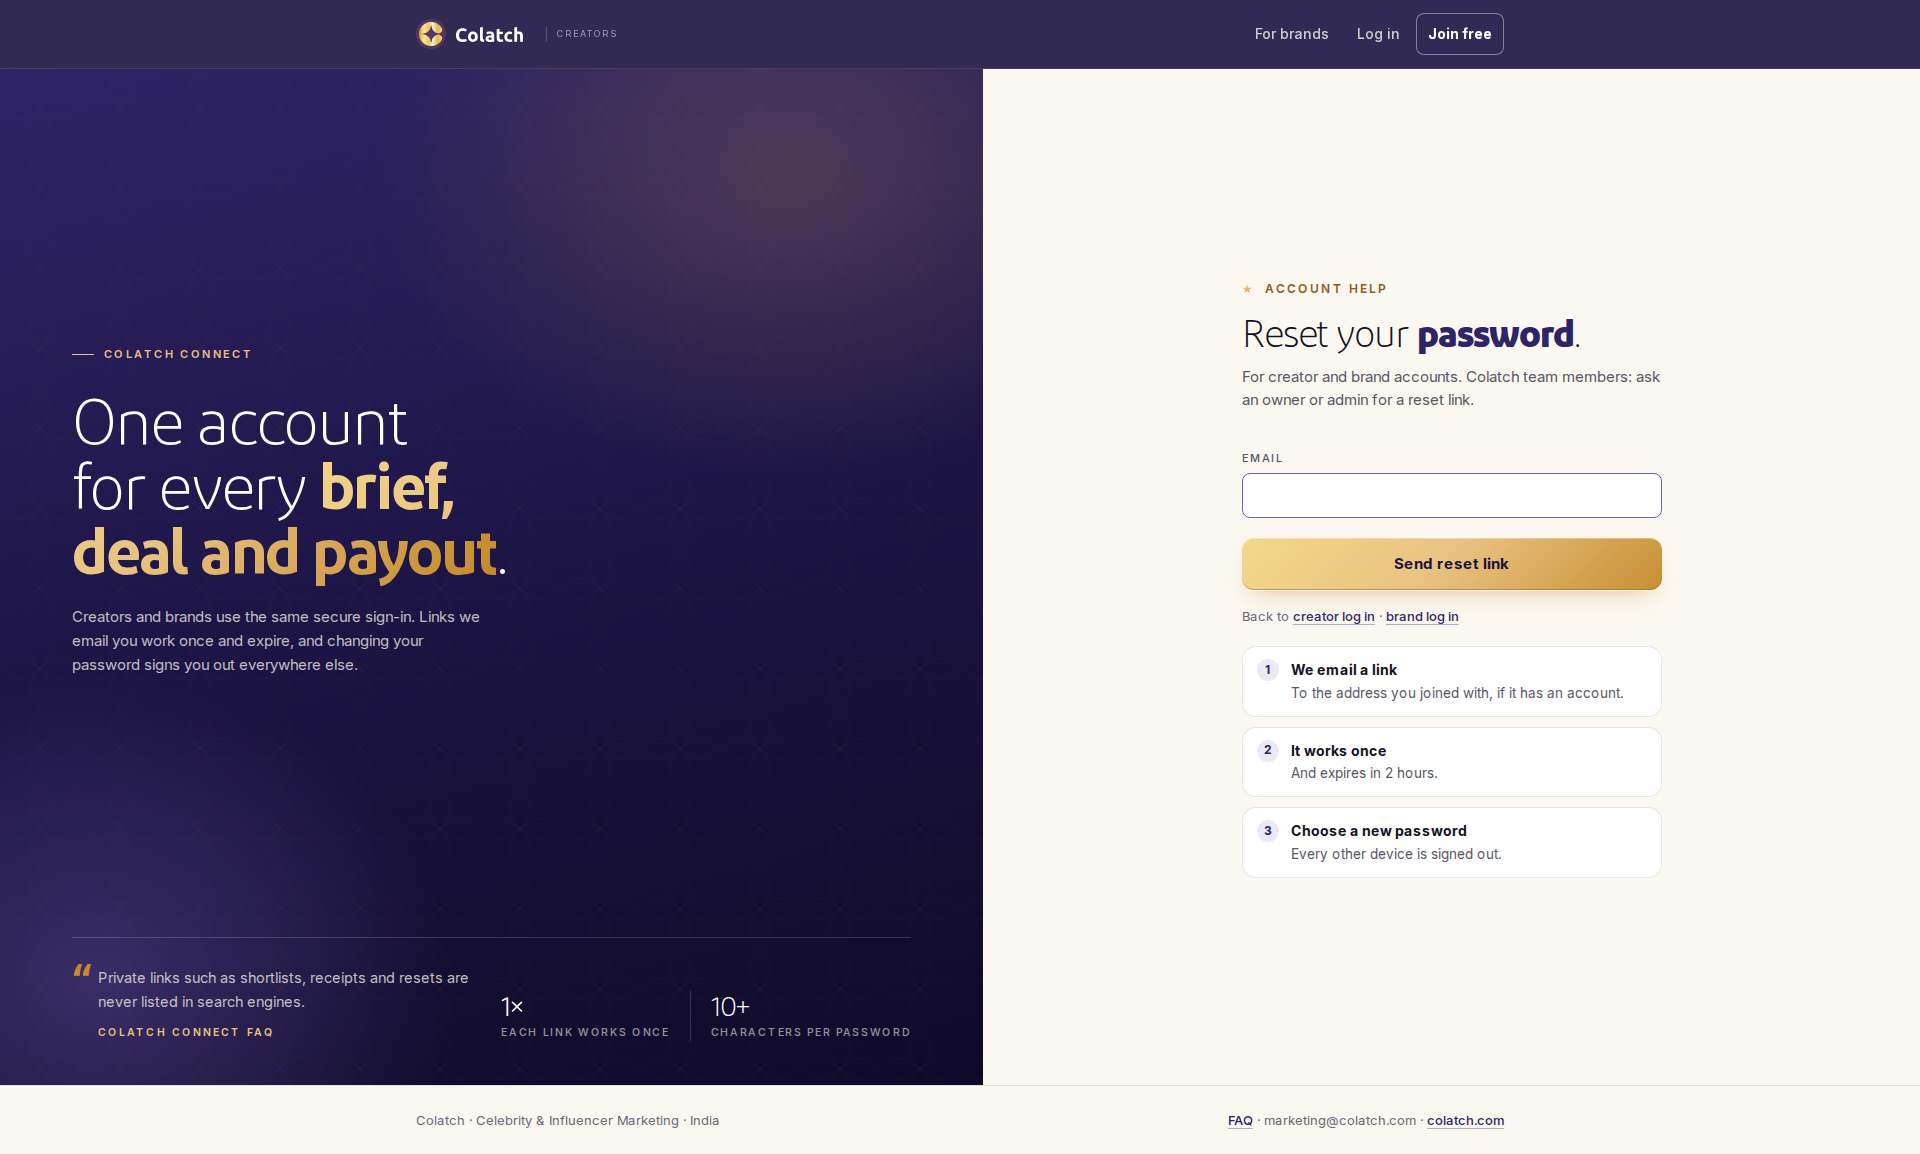 Colatch
CREATORS
For brands
Log in
Join free
COLATCH CONNECT
One account
for every brief,
deal and payout.
Creators and brands use the same secure sign-in. Links we
email you work once and expire, and changing your
password signs you out everywhere else.
“ Private links such as shortlists, receipts and resets are
never listed in search engines.
COLATCH CONNECT FAQ
1×
EACH LINK WORKS ONCE
10+
CHARACTERS PER PASSWORD
★ ACCOUNT HELP
Reset your password.
For creator and brand accounts. Colatch team members: ask
an owner or admin for a reset link.
EMAIL
Send reset link
Back to creator log in · brand log in
1 We email a link
To the address you joined with, if it has an account.
2 It works once
And expires in 2 hours.
3 Choose a new password
Every other device is signed out.
Colatch · Celebrity & Influencer Marketing · India
FAQ · marketing@colatch.com · colatch.com